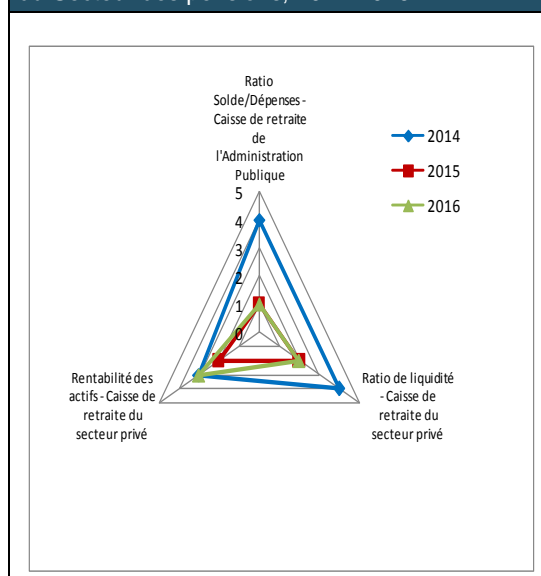 Ratio
Solde/Dépenses -
Caisse de retraite
de
l'Administration
Publique
2014
2015
2016
5
4
3
2
1
0
Rentabilité des
actifs - Caisse de
retraite du
secteur privé
Ratio de liquidité
- Caisse de
retraite du
secteur privé